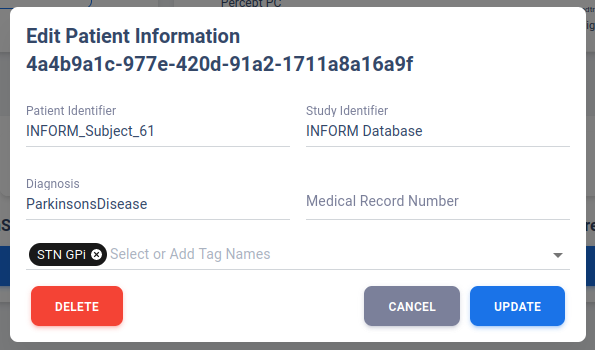 Percept PC
Edit Patient Information
4a4b9a1c-977e-420d-91a2-1711a8a16a9f
Patient Identifier
Study Identifier
INFORM_Subject_61
INFORM Database
Diagnosis
ParkinsonsDisease
Medical Record Number
STN GPi
Select or Add Tag Names
DELETE
CANCEL
UPDATE